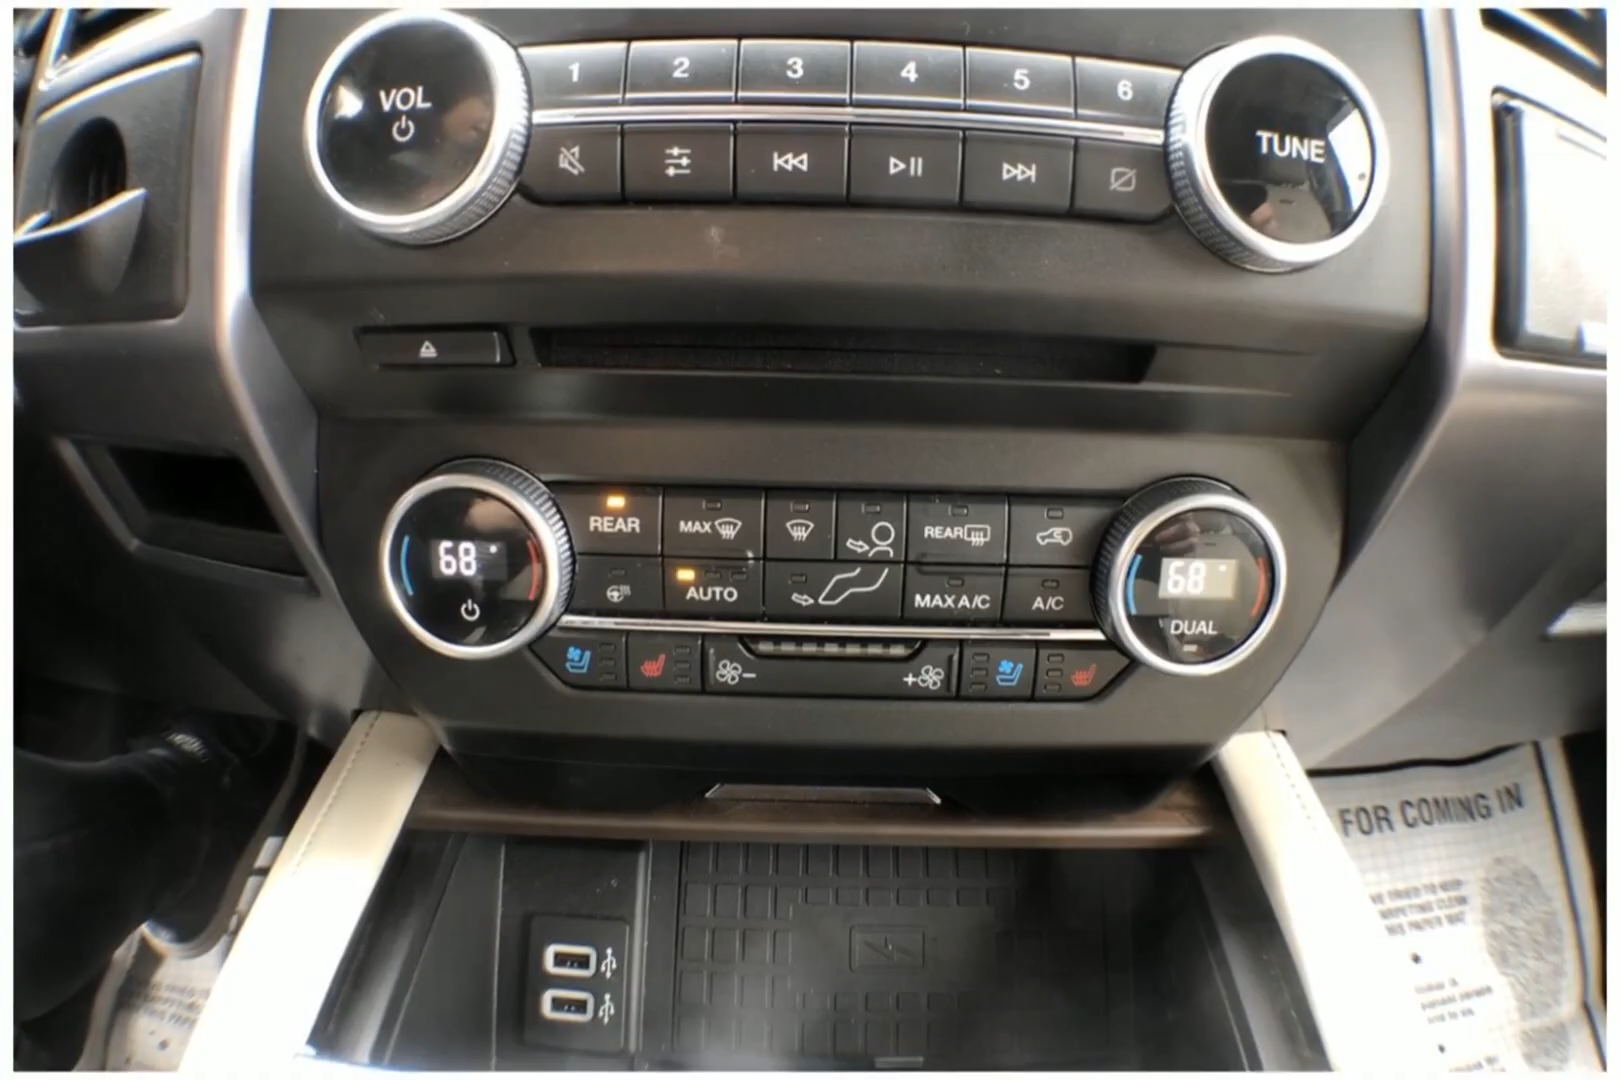 VOL
1 2 3 4 5 6
TUNE
REAR
MAX
REAR
68°
AUTO
MAX A/C
A/C
68°
DUAL
FOR COMING IN